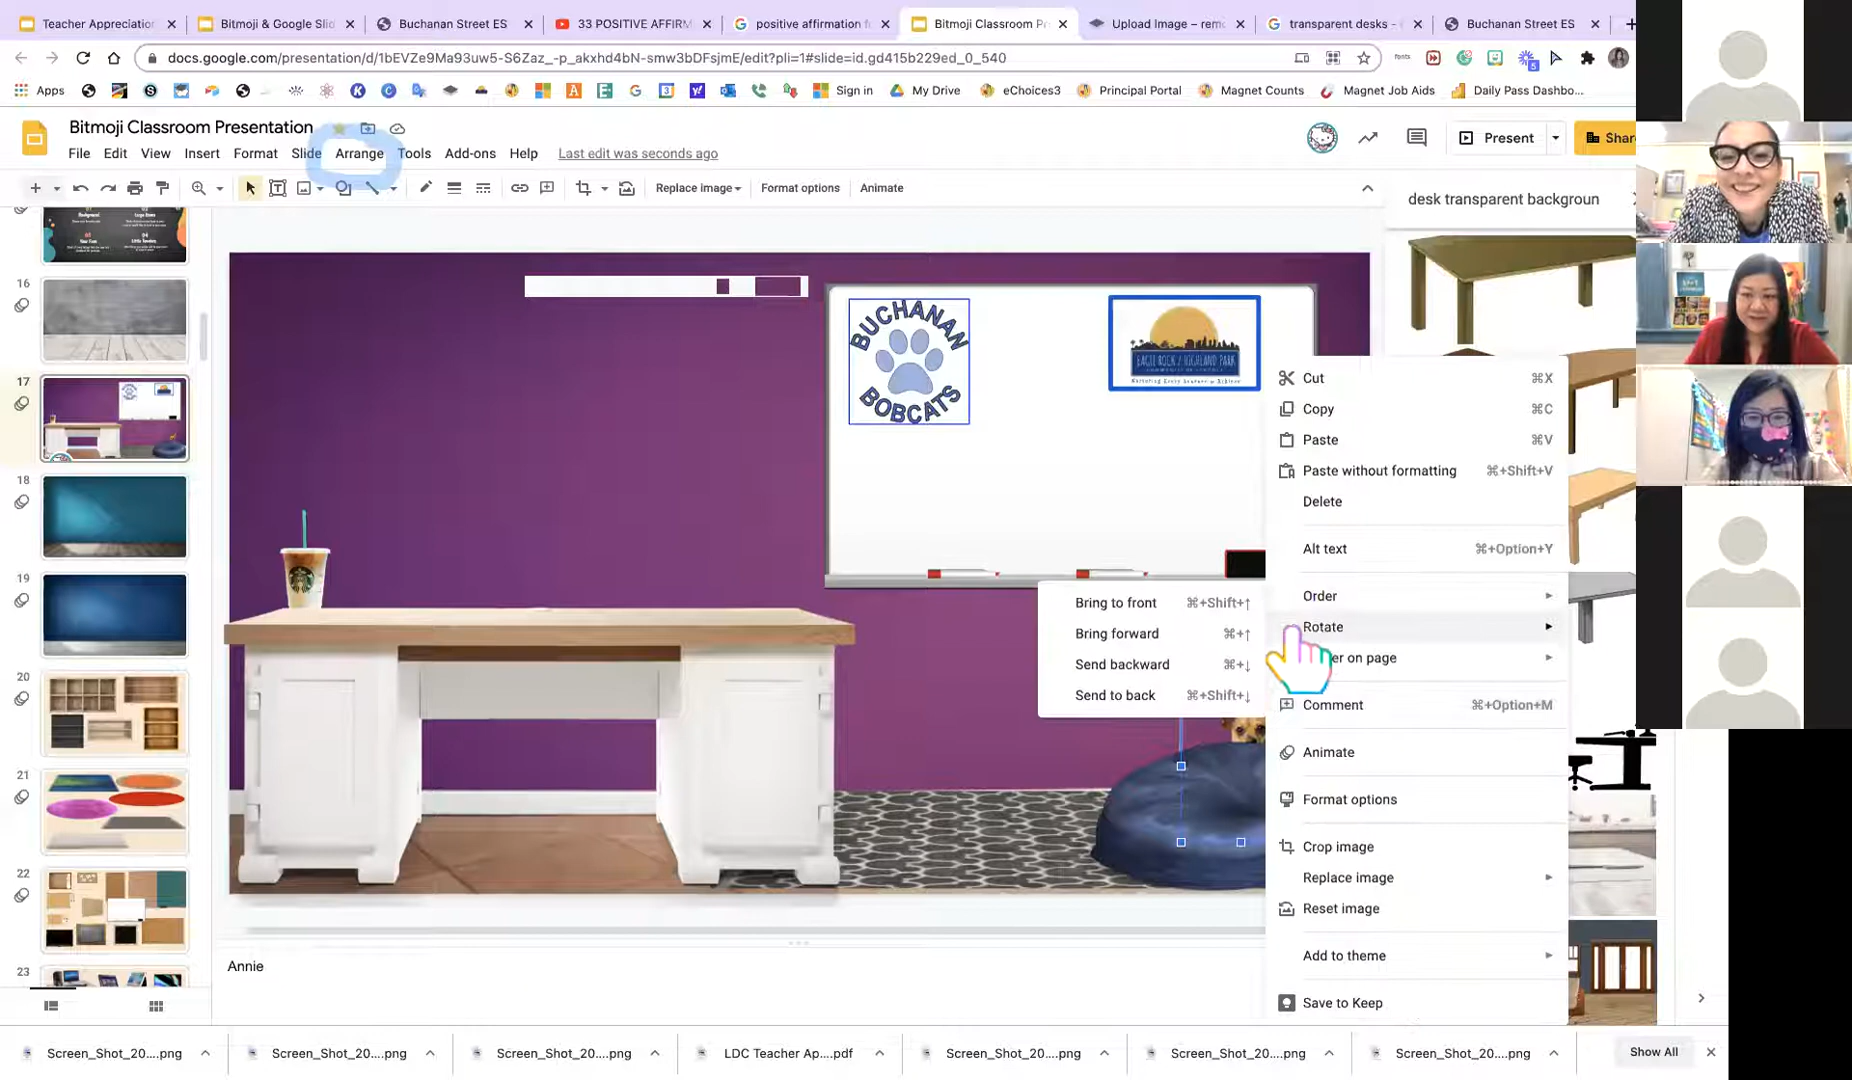 Teacher Appreciation
Bitmoji & Google Slid
Buchanan Street ES
33 POSITIVE AFFIRM
positive affirmation f
Bitmoji Classroom Pr
Upload Image – rem
transparent desks -
Buchanan Street ES
docs.google.com/presentation/d/1bEVZe9Ma93uw5-S6Zaz_-p_akxhd4bN-smw3bDFsjmE/edit?pli=1#slide=id.gd415b229ed_0_540
Apps
Sign in
My Drive
eChoices3
Principal Portal
Magnet Counts
Magnet Job Aids
Daily Pass Dashbo...
Bitmoji Classroom Presentation
File Edit View Insert Format Slide Arrange Tools Add-ons Help
Last edit was seconds ago
Present
Shar
Replace image
Format options
Animate
desk transparent backgroun
16
17
18
19
20
21
22
23
BUCHANAN
BOBCATS
EAGLE ROCK / HIGHLAND PARK
Cut ⌘X
Copy ⌘C
Paste ⌘V
Paste without formatting ⌘+Shift+V
Delete
Alt text ⌘+Option+Y
Order
Rotate
er on page
Comment ⌘+Option+M
Animate
Format options
Crop image
Replace image
Reset image
Add to theme
Save to Keep
Bring to front ⌘+Shift+↑
Bring forward ⌘+↑
Send backward ⌘+↓
Send to back ⌘+Shift+↓
Annie
Screen_Shot_20....png
Screen_Shot_20....png
Screen_Shot_20....png
LDC Teacher Ap....pdf
Screen_Shot_20....png
Screen_Shot_20....png
Screen_Shot_20....png
Show All